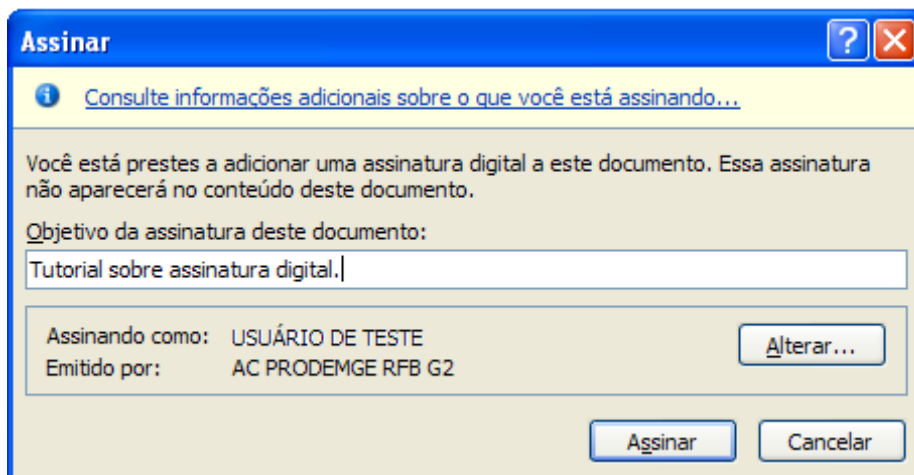 Assinar
Consulte informações adicionais sobre o que você está assinando...
Você está prestes a adicionar uma assinatura digital a este documento. Essa assinatura
não aparecerá no conteúdo deste documento.
Objetivo da assinatura deste documento:
Tutorial sobre assinatura digital.
Assinando como: USUÁRIO DE TESTE
Alterar...
Emitido por: AC PRODEMGE RFB G2
Assinar Cancelar